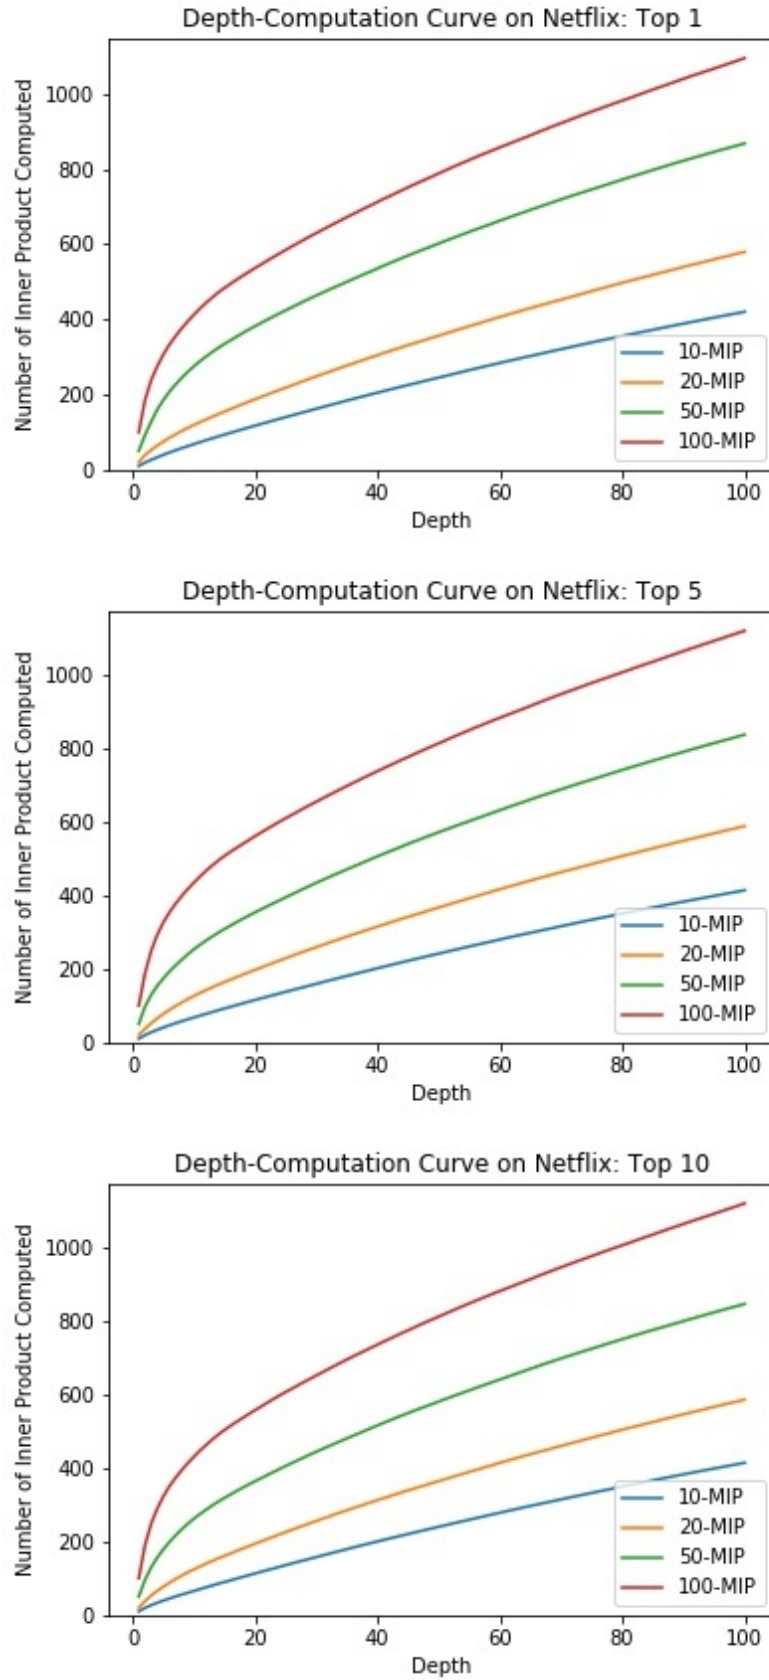 Depth-Computation Curve on Netflix: Top 1
Number of Inner Product Computed
1000
800
600
400
200
0
0 20 40 60 80 100
Depth
10-MIP
20-MIP
50-MIP
100-MIP
Depth-Computation Curve on Netflix: Top 5
Number of Inner Product Computed
1000
800
600
400
200
0
0 20 40 60 80 100
Depth
10-MIP
20-MIP
50-MIP
100-MIP
Depth-Computation Curve on Netflix: Top 10
Number of Inner Product Computed
1000
800
600
400
200
0
0 20 40 60 80 100
Depth
10-MIP
20-MIP
50-MIP
100-MIP